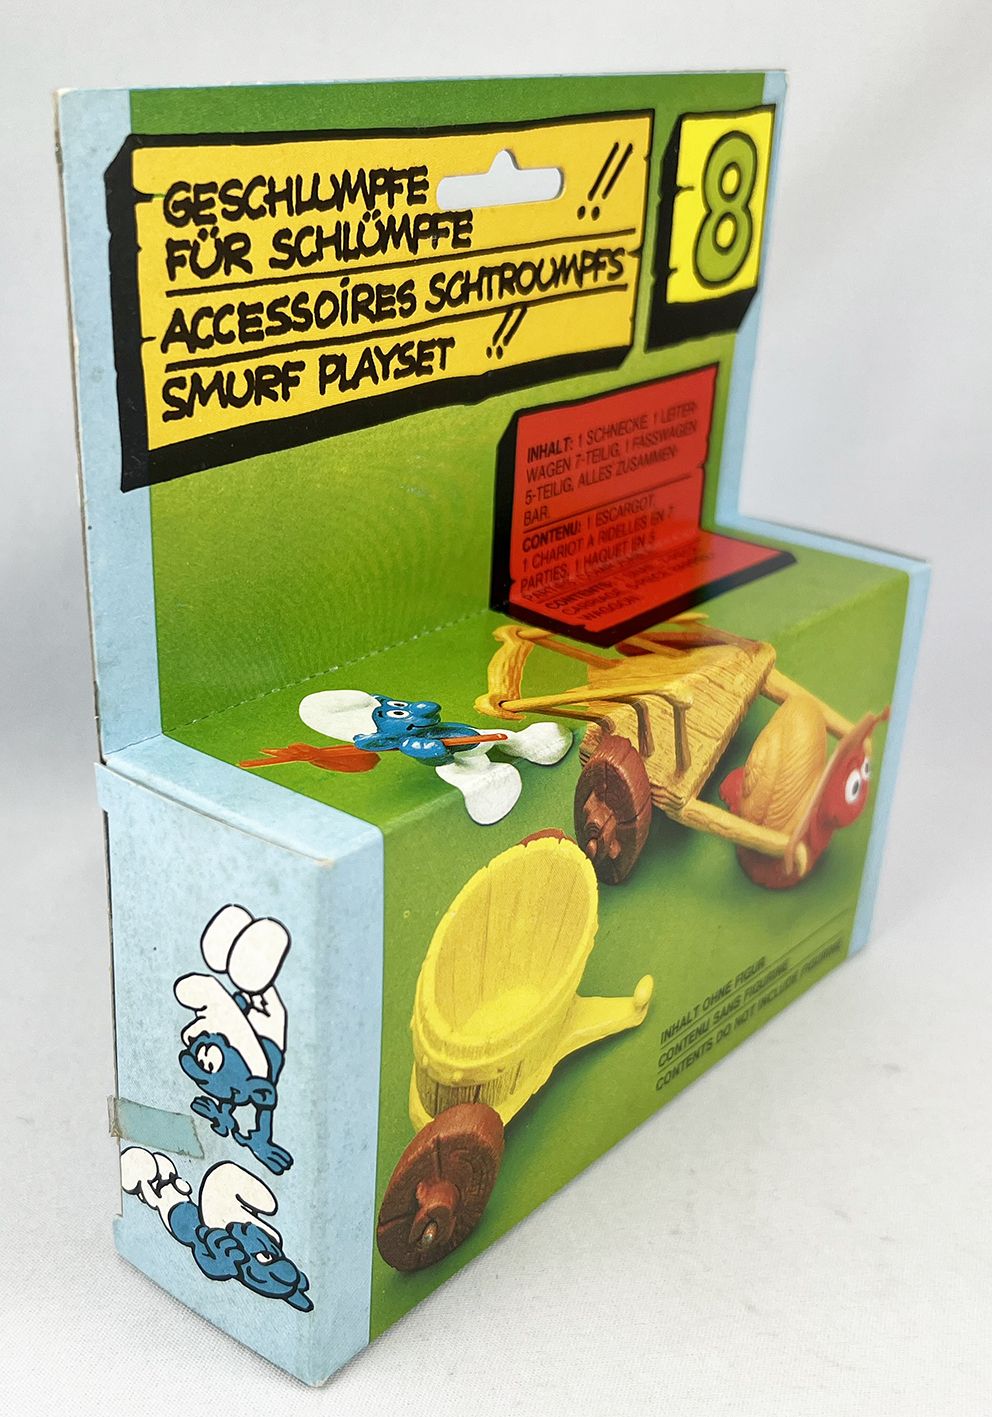 GESCHLUMPFE !!
FÜR SCHLÜMPFE
ACCESSOiRES SCHTROUMPFS
SMURF PLAYSET !!
8
INHALT: 1 SCHNECKE, 1 LEITER-
WAGEN 7-TEILIG, 1 FASSWAGEN
5-TEILIG, ALLES ZUSAMMEN-
BAR.
CONTENU: 1 ESCARGOT,
1 CHARIOT A RIDELLES EN 7
PARTIES, 1 HAQUET EN 5
CONTENTS:
WAGGON.
INHALT OHNE FIGUR
CONTENU SANS FIGURINE
CONTENTS DO NOT INCLUDE FIGURINE